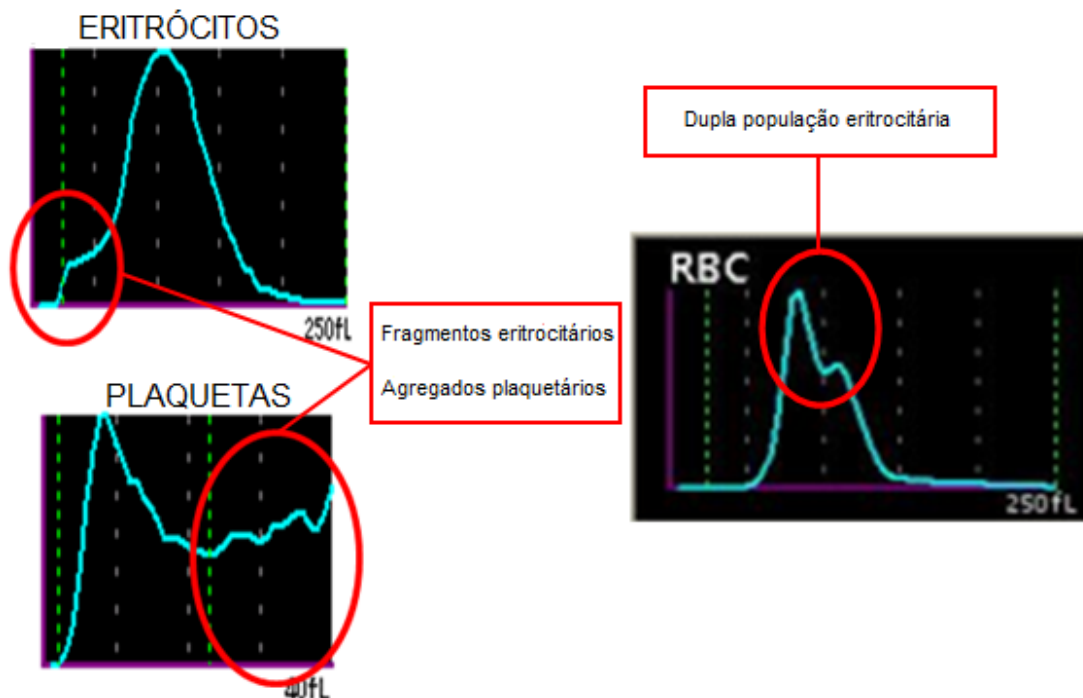 ERITRÓCITOS
250fL
Dupla população eritrocitária
RBC
250fL
Fragmentos eritrocitários
Agregados plaquetários
PLAQUETAS
40fL